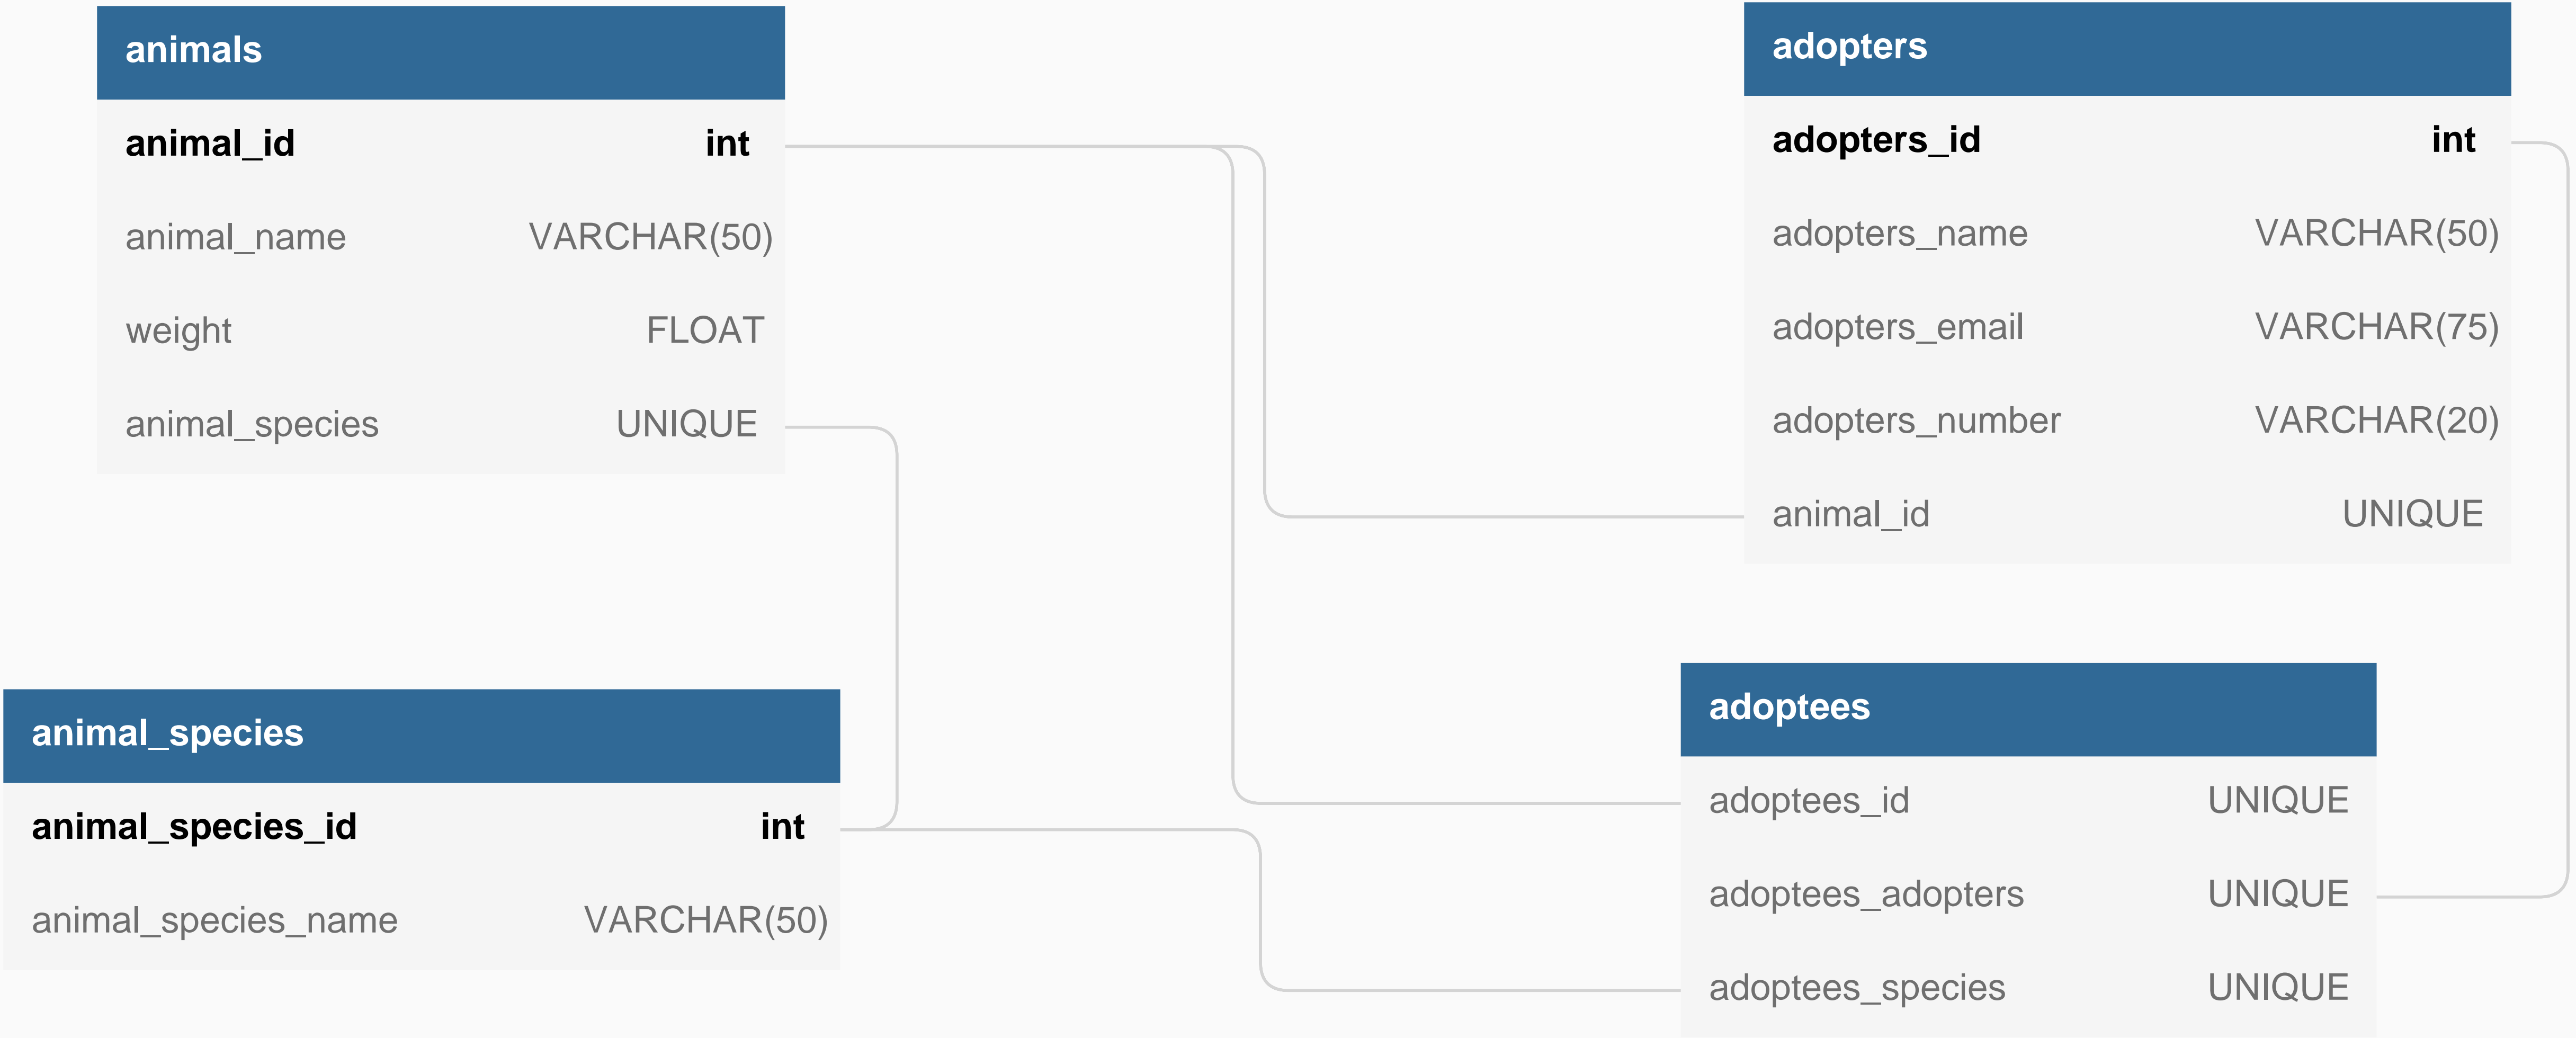 animals
animal_id int
animal_name VARCHAR(50)
weight FLOAT
animal_species UNIQUE
adopters
adopters_id int
adopters_name VARCHAR(50)
adopters_email VARCHAR(75)
adopters_number VARCHAR(20)
animal_id UNIQUE
animal_species
animal_species_id int
animal_species_name VARCHAR(50)
adoptees
adoptees_id UNIQUE
adoptees_adopters UNIQUE
adoptees_species UNIQUE